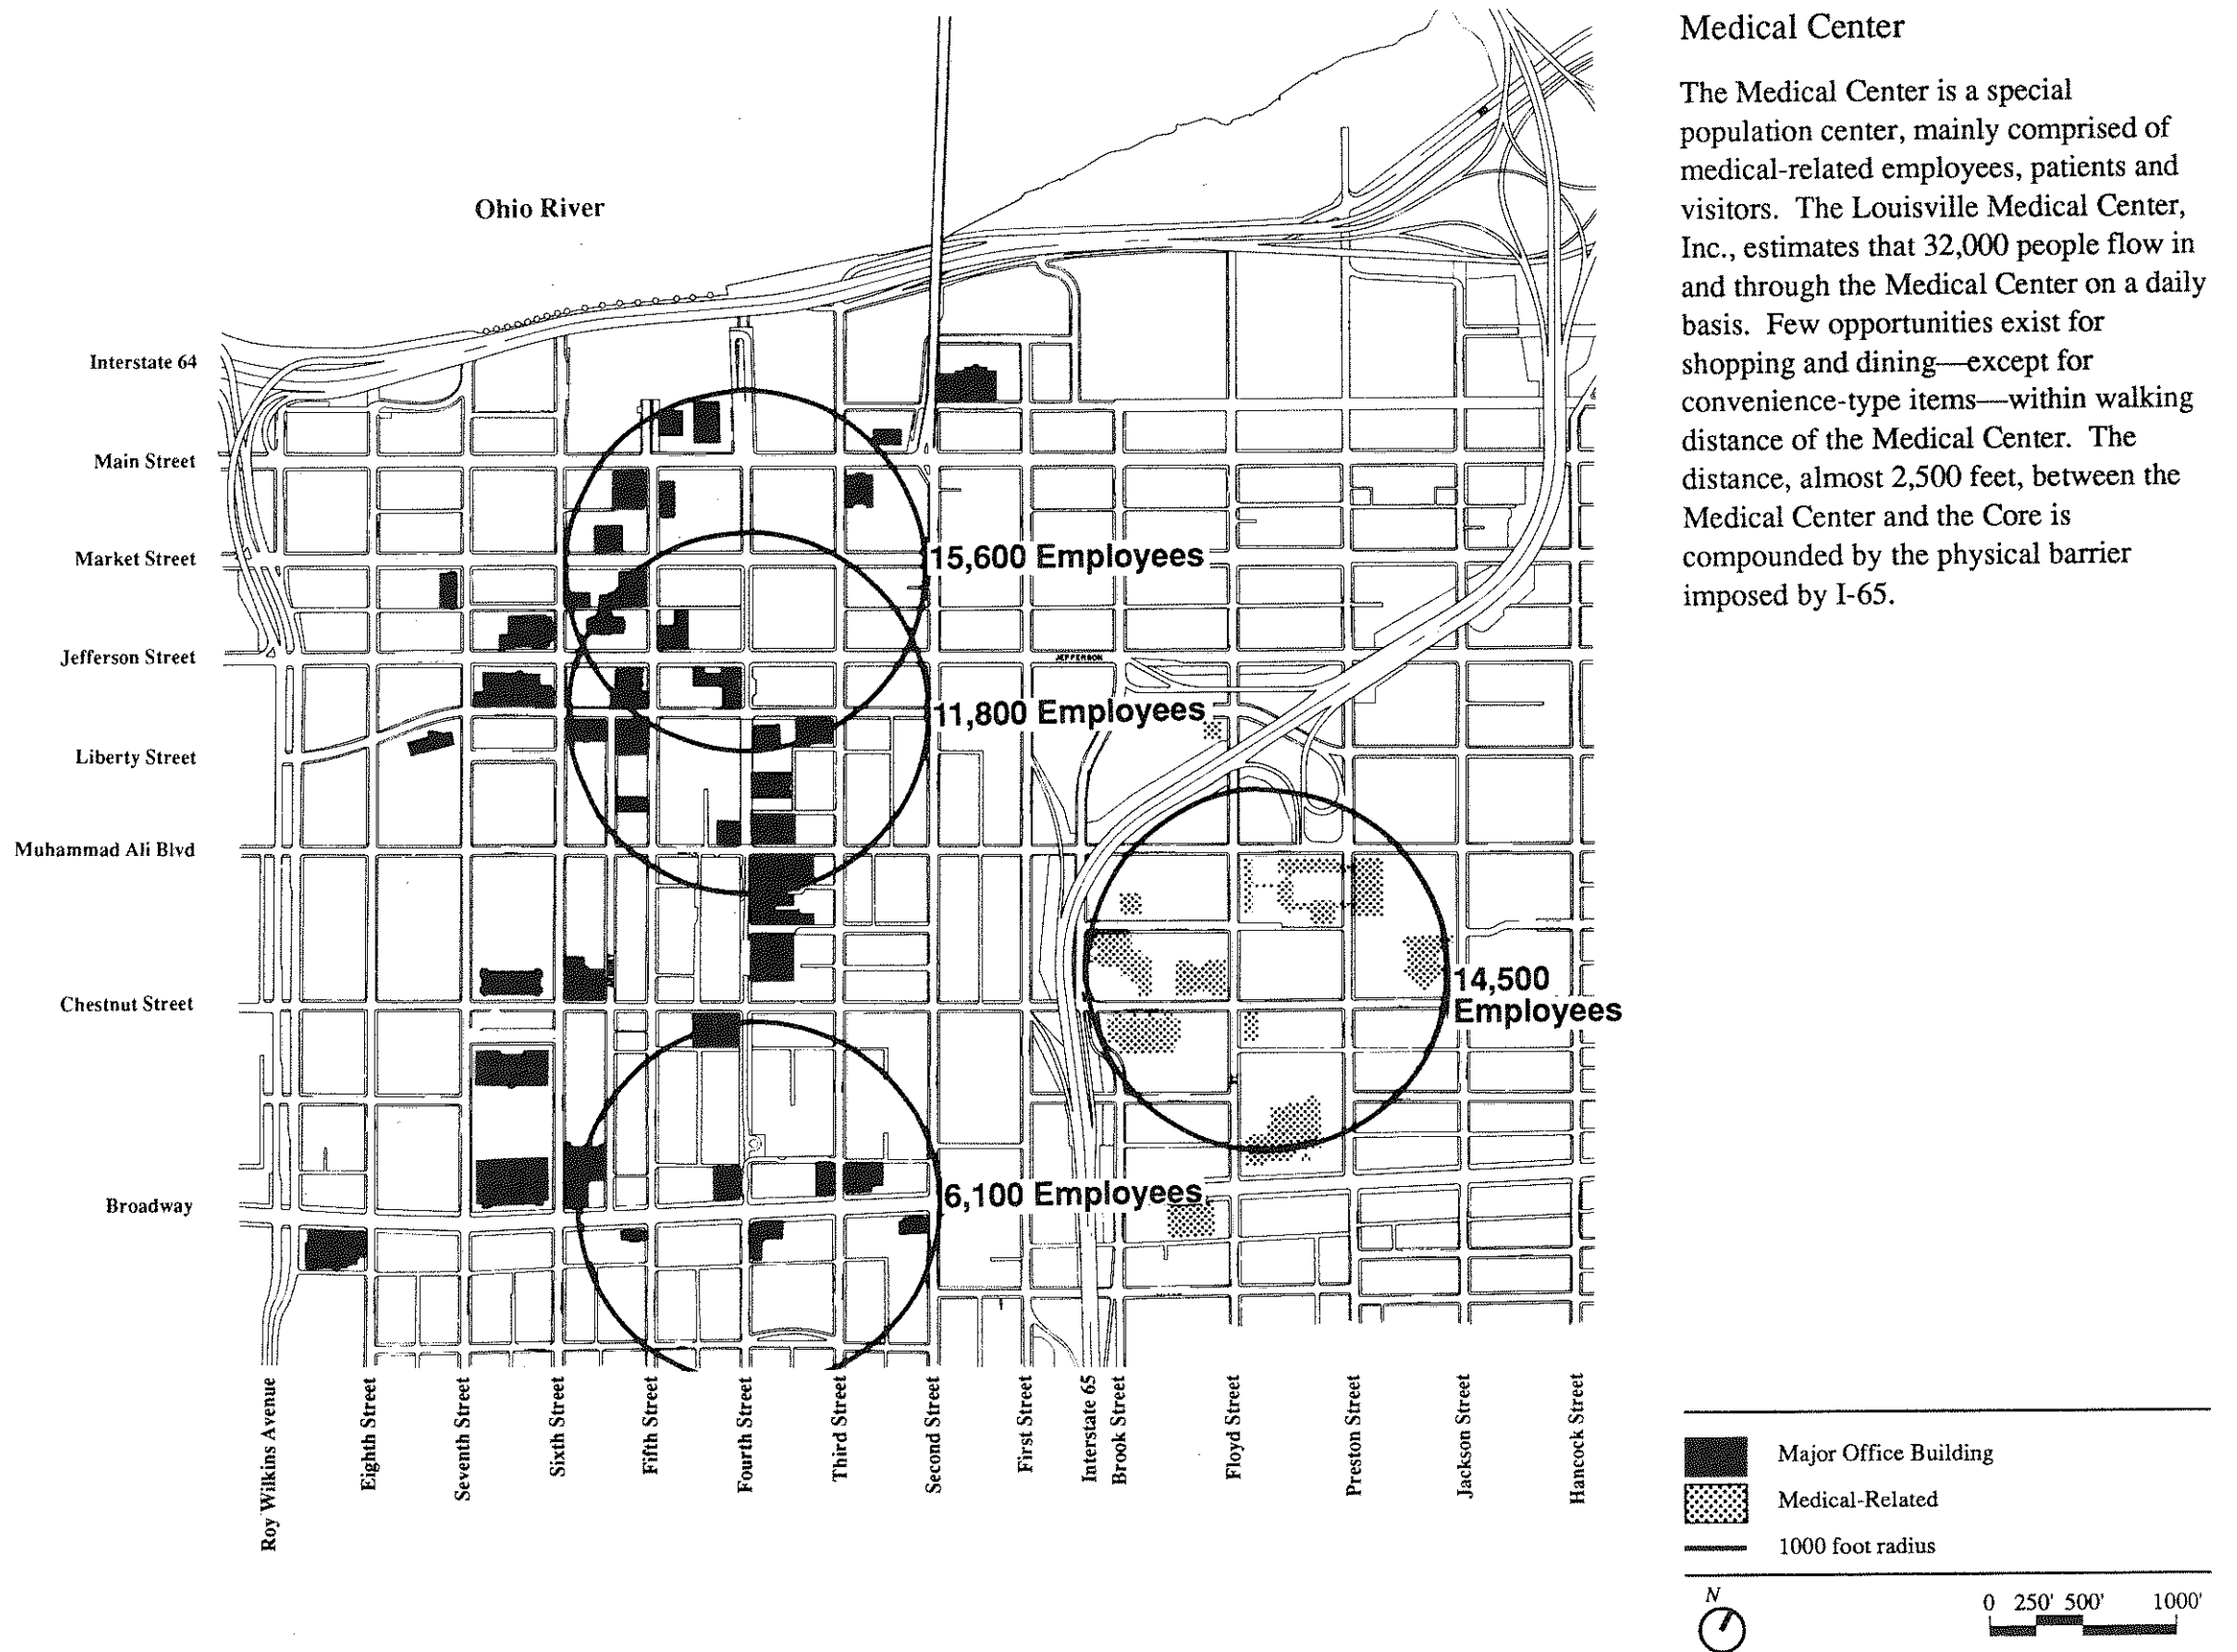 Medical Center
The Medical Center is a special
population center, mainly comprised of
medical-related employees, patients and
visitors. The Louisville Medical Center,
Inc., estimates that 32,000 people flow in
and through the Medical Center on a daily
basis. Few opportunities exist for
shopping and dining—except for
convenience-type items—within walking
distance of the Medical Center. The
distance, almost 2,500 feet, between the
Medical Center and the Core is
compounded by the physical barrier
imposed by I-65.
Ohio River
Interstate 64
Main Street
Market Street
Jefferson Street
Liberty Street
Muhammad Ali Blvd
Chestnut Street
Broadway
15,600 Employees
JEFFERSON
11,800 Employees
14,500
Employees
6,100 Employees
Roy Wilkins Avenue
Eighth Street
Seventh Street
Sixth Street
Fifth Street
Fourth Street
Third Street
Second Street
First Street
Interstate 65
Brook Street
Floyd Street
Preston Street
Jackson Street
Hancock Street
Major Office Building
Medical-Related
1000 foot radius
N
0 250' 500' 1000'